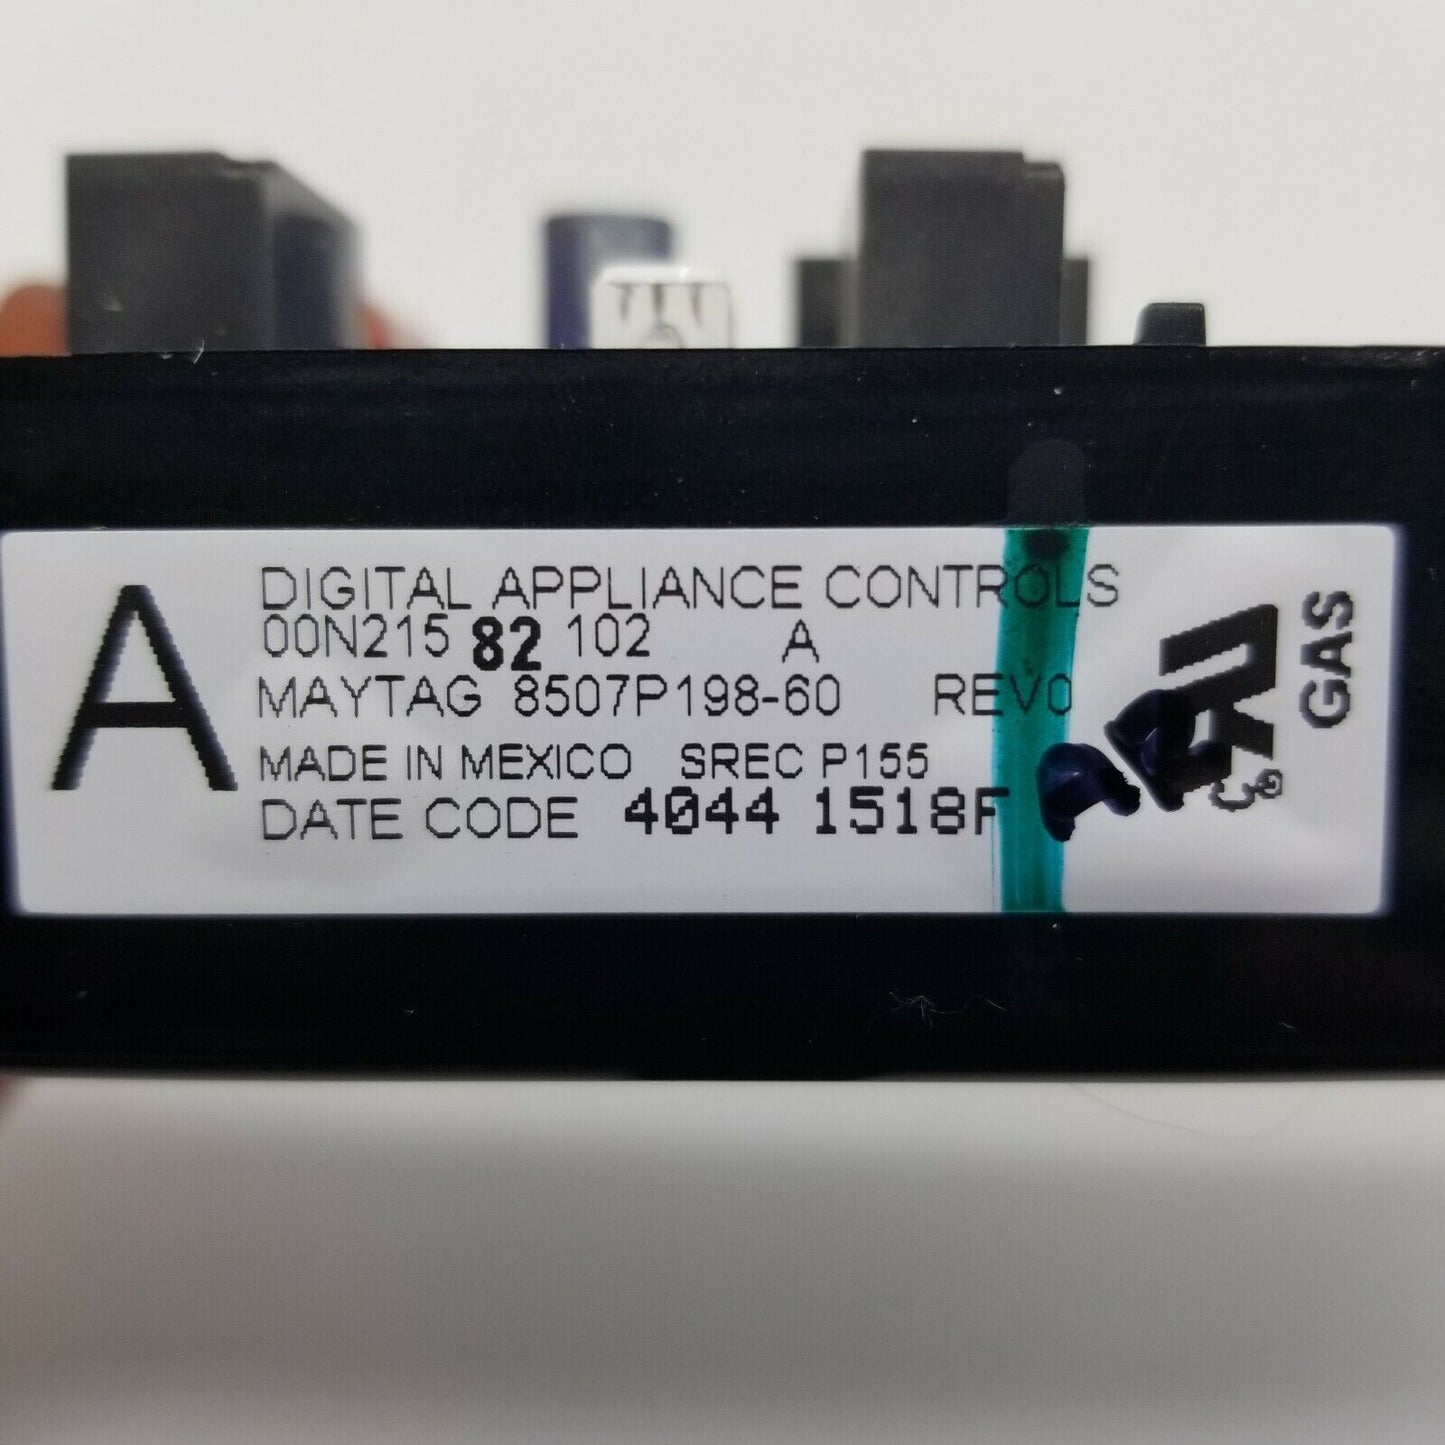 A
DIGITAL APPLIANCE CONTROLS
00N215 82 102 A
MAYTAG 8507P198-60 REV0
MADE IN MEXICO SREC P155
DATE CODE 4044 1518F
GAS